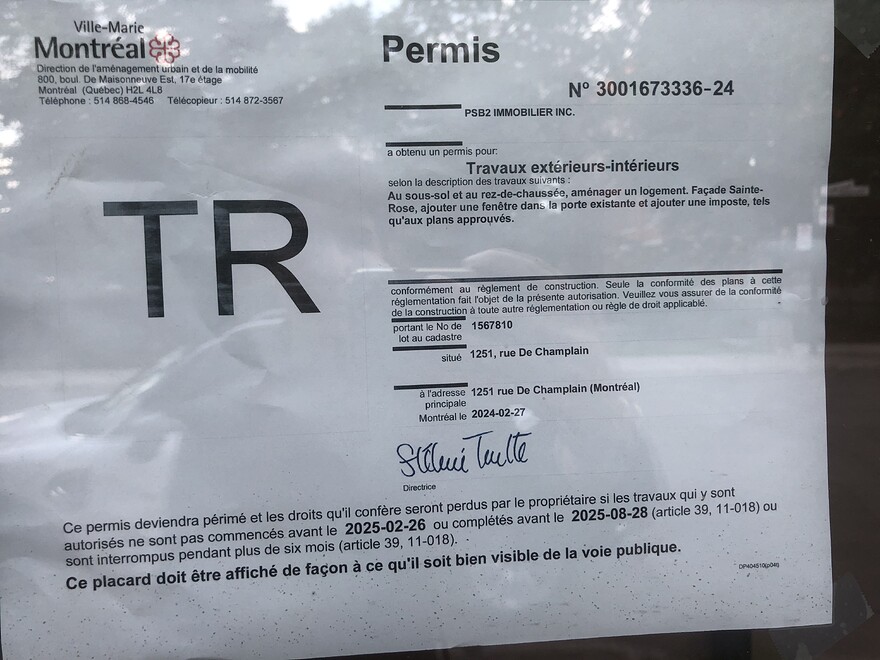 Ville-Marie
Montréal
Direction de l'aménagement urbain et de la mobilité
800, boul. De Maisonneuve Est, 17e étage
Montréal (Québec) H2L 4L8
Téléphone : 514 868-4546 Télécopieur : 514 872-3567
Permis
Nº 3001673336-24
PSB2 IMMOBILIER INC.
a obtenu un permis pour:
Travaux extérieurs-intérieurs
selon la description des travaux suivants :
Au sous-sol et au rez-de-chaussée, aménager un logement. Façade Sainte-
Rose, ajouter une fenêtre dans la porte existante et ajouter une imposte, tels
qu'aux plans approuvés.
TR
conformément au règlement de construction. Seule la conformité des plans à cette
règlementation fait l'objet de la présente autorisation. Veuillez vous assurer de la conformité
de la construction à toute autre réglementation ou règle de droit applicable.
portant le No de 1567810
lot au cadastre
situé 1251, rue De Champlain
à l'adresse 1251 rue De Champlain (Montréal)
principale
Montréal le 2024-02-27
Directrice
Ce permis deviendra périmé et les droits qu'il confère seront perdus par le propriétaire si les travaux qui y sont
autorisés ne sont pas commencés avant le 2025-02-26 ou complétés avant le 2025-08-28 (article 39, 11-018) ou
sont interrompus pendant plus de six mois (article 39, 11-018).
Ce placard doit être affiché de façon à ce qu'il soit bien visible de la voie publique.